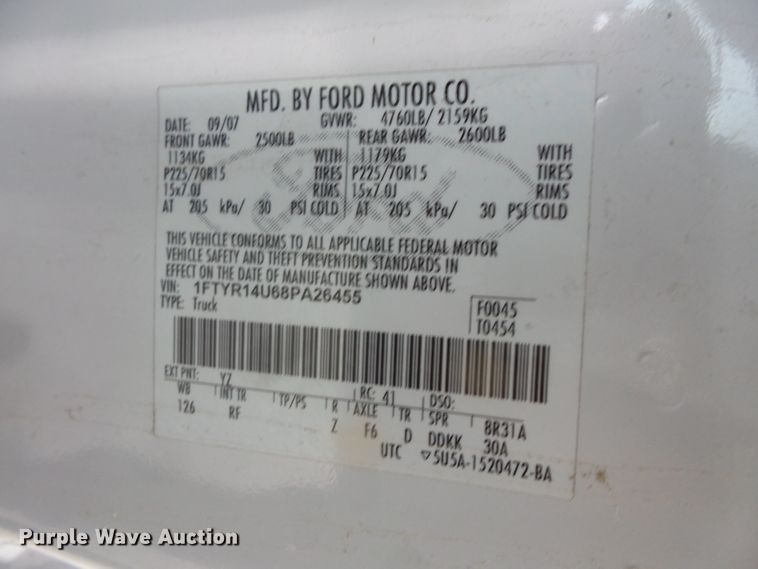 MFD. BY FORD MOTOR CO.
DATE: 09/07 GVWR: 4760LB/ 2159KG
FRONT GAWR: 2500LB REAR GAWR: 2600LB
1134KG WITH 1179KG WITH
P225/70R15 TIRES P225/70R15 TIRES
15x7.0J RIMS 15x7.0J RIMS
AT 205 kPa/ 30 PSI COLD AT 205 kPa/ 30 PSI COLD
THIS VEHICLE CONFORMS TO ALL APPLICABLE FEDERAL MOTOR
VEHICLE SAFETY AND THEFT PREVENTION STANDARDS IN
EFFECT ON THE DATE OF MANUFACTURE SHOWN ABOVE.
VIN: 1FTYR14U68PA26455
TYPE: Truck
F0045
T0454
EXT PNT: YZ RC: 41 DSO:
WB INT TR TP/PS R AXLE TR SPR 8R31A
126 RF Z F6 D DDKK 30A
UTC ▽5U5A-1520472-BA
Purple Wave Auction